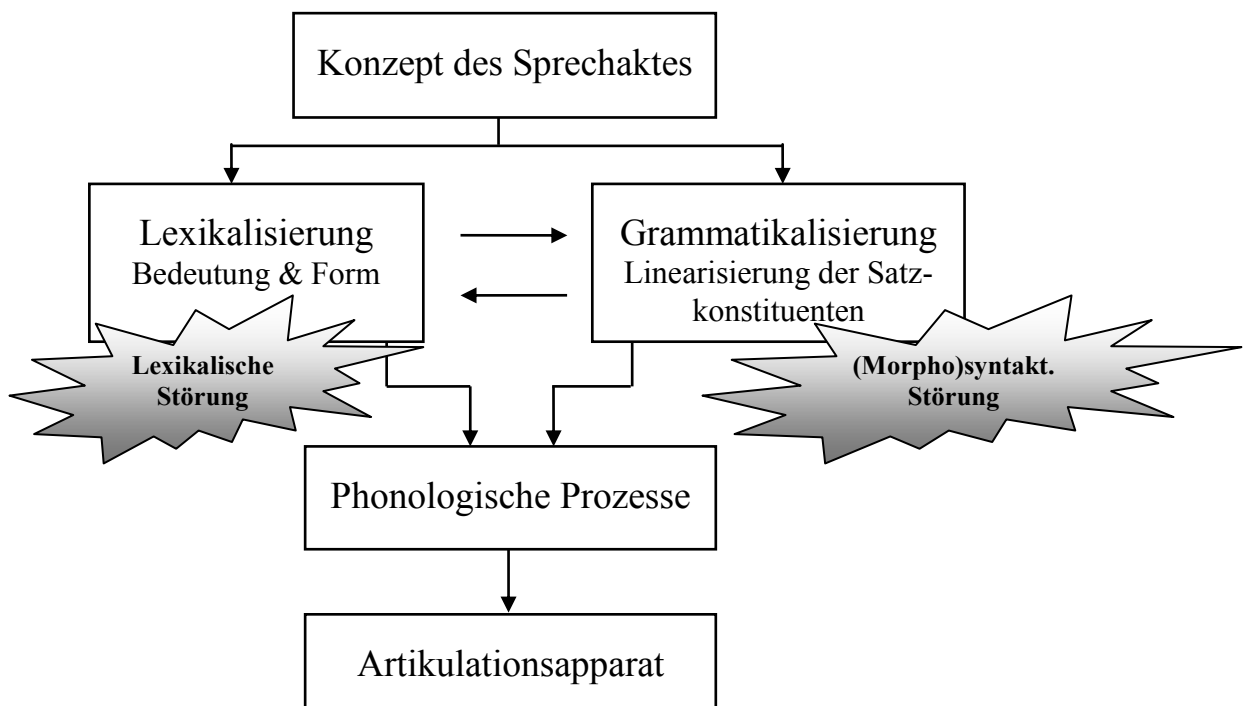 Konzept des Sprechaktes
Lexikalisierung
Bedeutung & Form
Grammatikalisierung
Linearisierung der Satz-
konstituenten
Lexikalische
Störung
(Morpho)syntakt.
Störung
Phonologische Prozesse
Artikulationsapparat